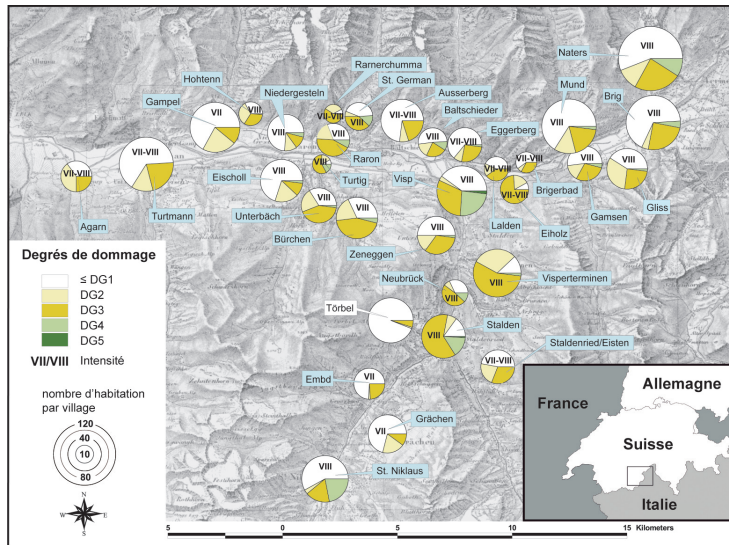 Naters
VIII
Rarnerchumma
St. German
Hohtenn
VIII
Ausserberg
Mund
Niedergesteln
Baltschieder
Brig
Gampel
VII
VII-VIII
VIII
VII-VIII
VIII
VIII
Eggerberg
VIII
VIII
VIII
VII-VIII
VII-VIII
VII-VIII
VII-VIII
VIII
VIII
VIII
Raron
VII-VIII
Eischoll
VIII
Turtig
Visp
VIII
VII-VIII
Brigerbad
Gamsen
Gliss
Agarn
Turtmann
Unterbäch
VIII
VIII
Lalden
Eiholz
Bürchen
VIII
Zeneggen
Degrés de dommage
≤ DG1
DG2
DG3
DG4
DG5
VII/VIII Intensité
Neubrück
VIII
VIII
Visperterminen
Törbel
VIII
Stalden
Staldenried/Eisten
VII-VIII
Embd
VII
nombre d'habitation
par village
120
40
10
80
Grächen
VII
VIII
St. Niklaus
N
W
E
S
Allemagne
France
Suisse
Italie
5
0
5
10
15 Kilometers